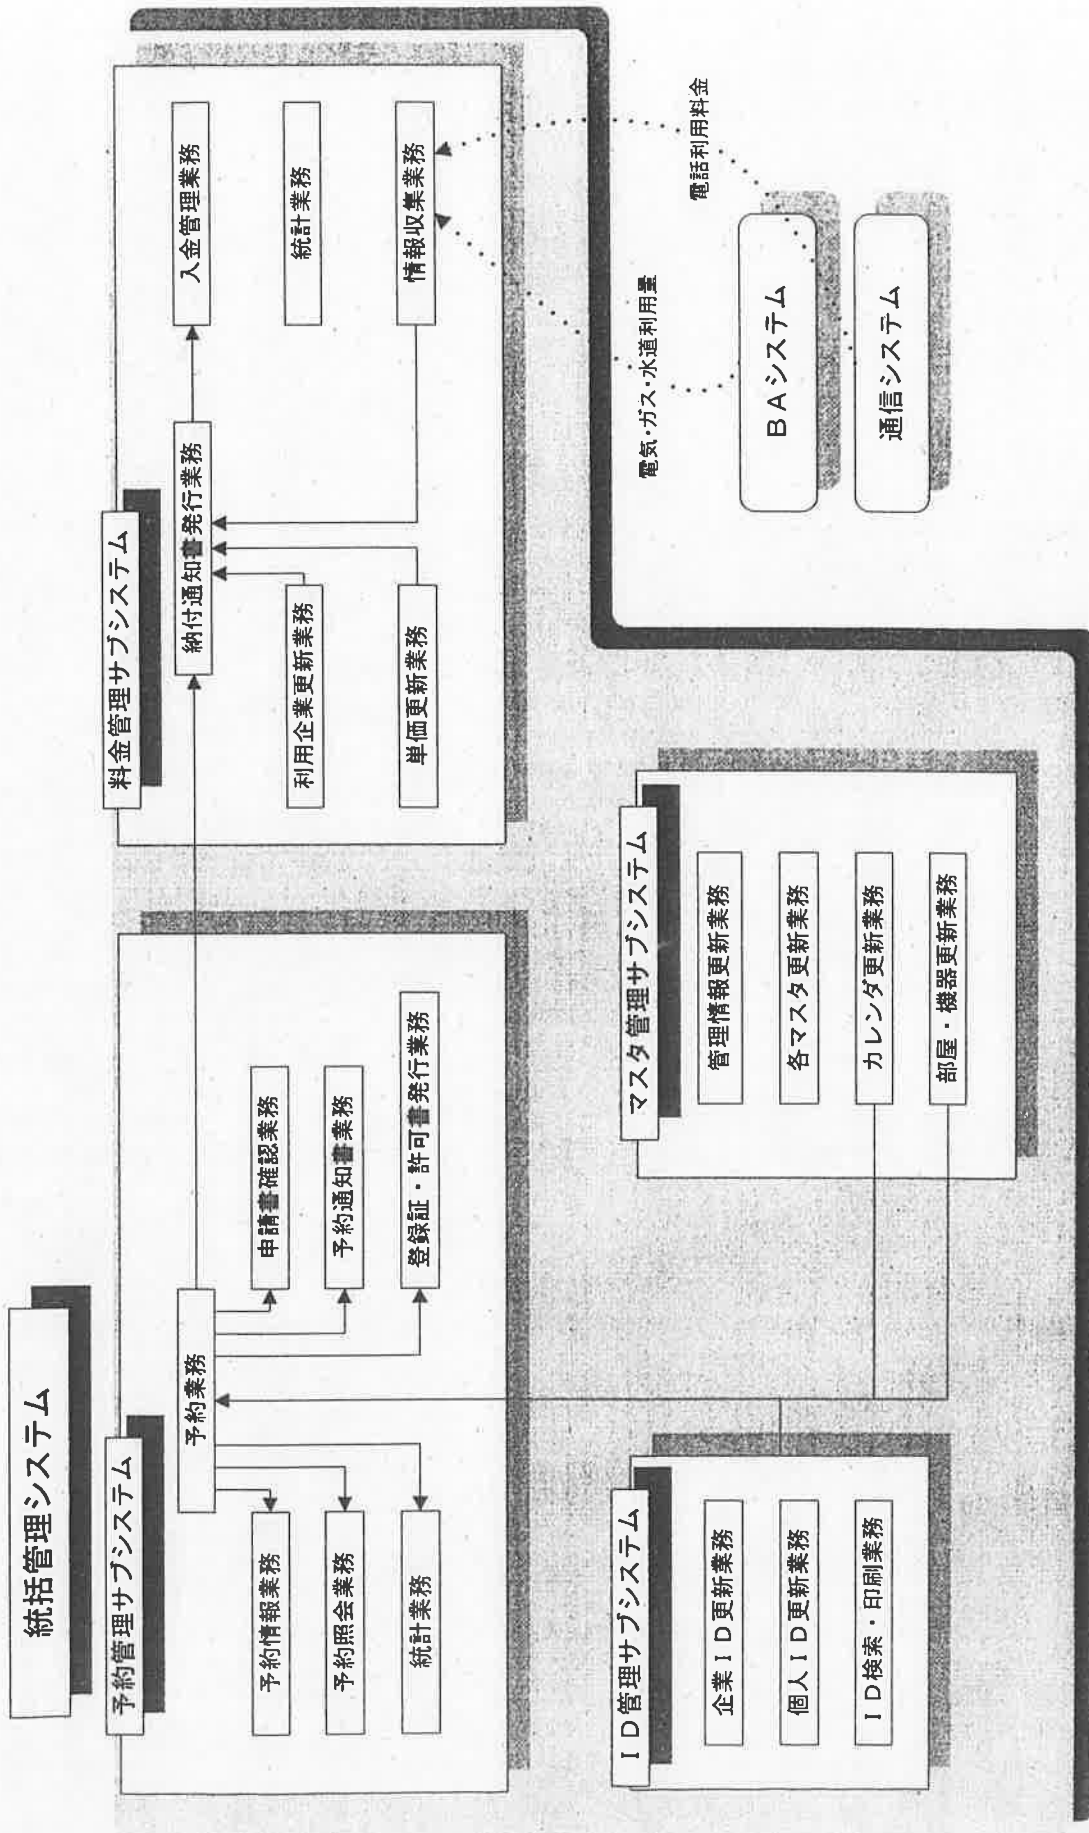 統括管理システム
予約管理サブシステム
予約業務
予約情報業務
予約照会業務
統計業務
申請書確認業務
予約通知書業務
登録証・許可書発行業務
料金管理サブシステム
納付通知書発行業務
入金管理業務
利用企業更新業務
統計業務
単価更新業務
情報収集業務
ID管理サブシステム
企業ID更新業務
個人ID更新業務
ID検索・印刷業務
マスタ管理サブシステム
管理情報更新業務
各マスタ更新業務
カレンダ更新業務
部屋・機器更新業務
電気・ガス・水道利用量
電話利用料金
BAシステム
通信システム